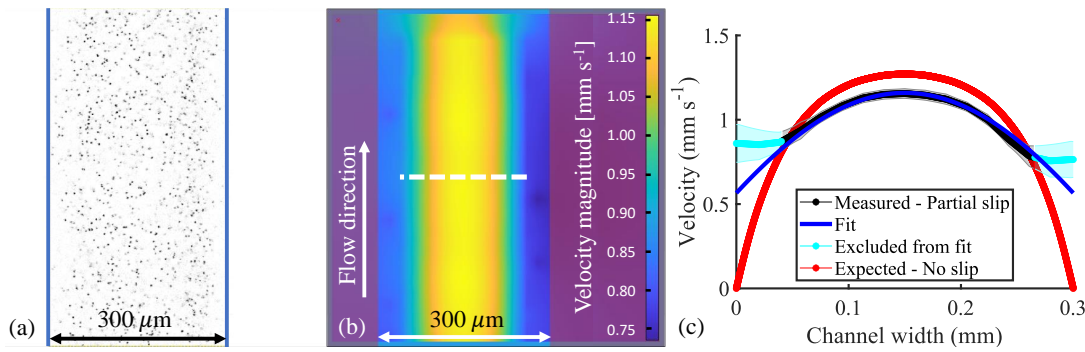 (a)
300 μm
(b)
Flow direction
300 μm
Velocity magnitude [mm s⁻¹]
1.15
1.10
1.05
1.00
0.95
0.90
0.85
0.80
0.75
(c)
Velocity (mm s⁻¹)
1.5
1
0.5
0
Measured - Partial slip
Fit
Excluded from fit
Expected - No slip
0 0.1 0.2 0.3
Channel width (mm)